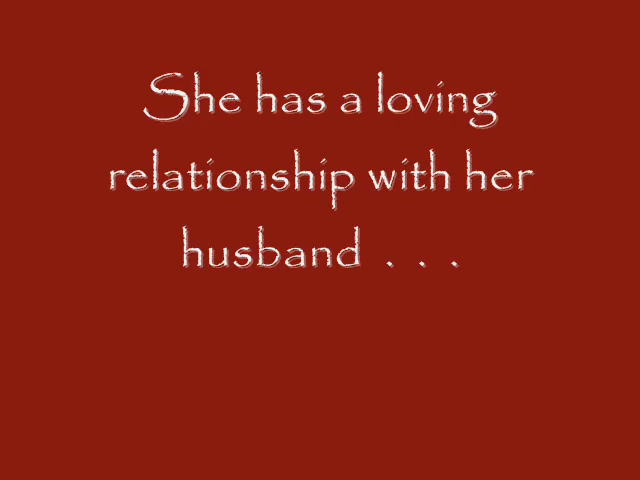 She has a loving
relationship with her
husband . . .